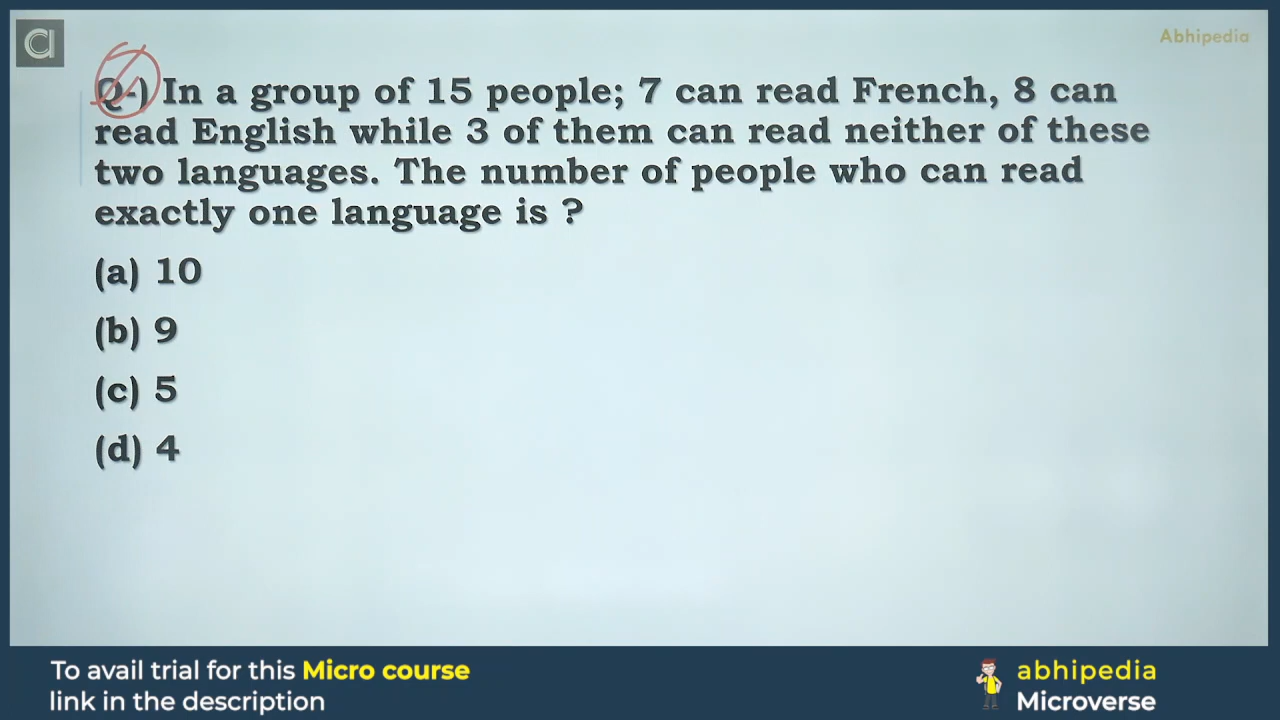 Abhipedia
Q-) In a group of 15 people; 7 can read French, 8 can
read English while 3 of them can read neither of these
two languages. The number of people who can read
exactly one language is ?
(a) 10
(b) 9
(c) 5
(d) 4
To avail trial for this Micro course
link in the description
abhipedia
Microverse